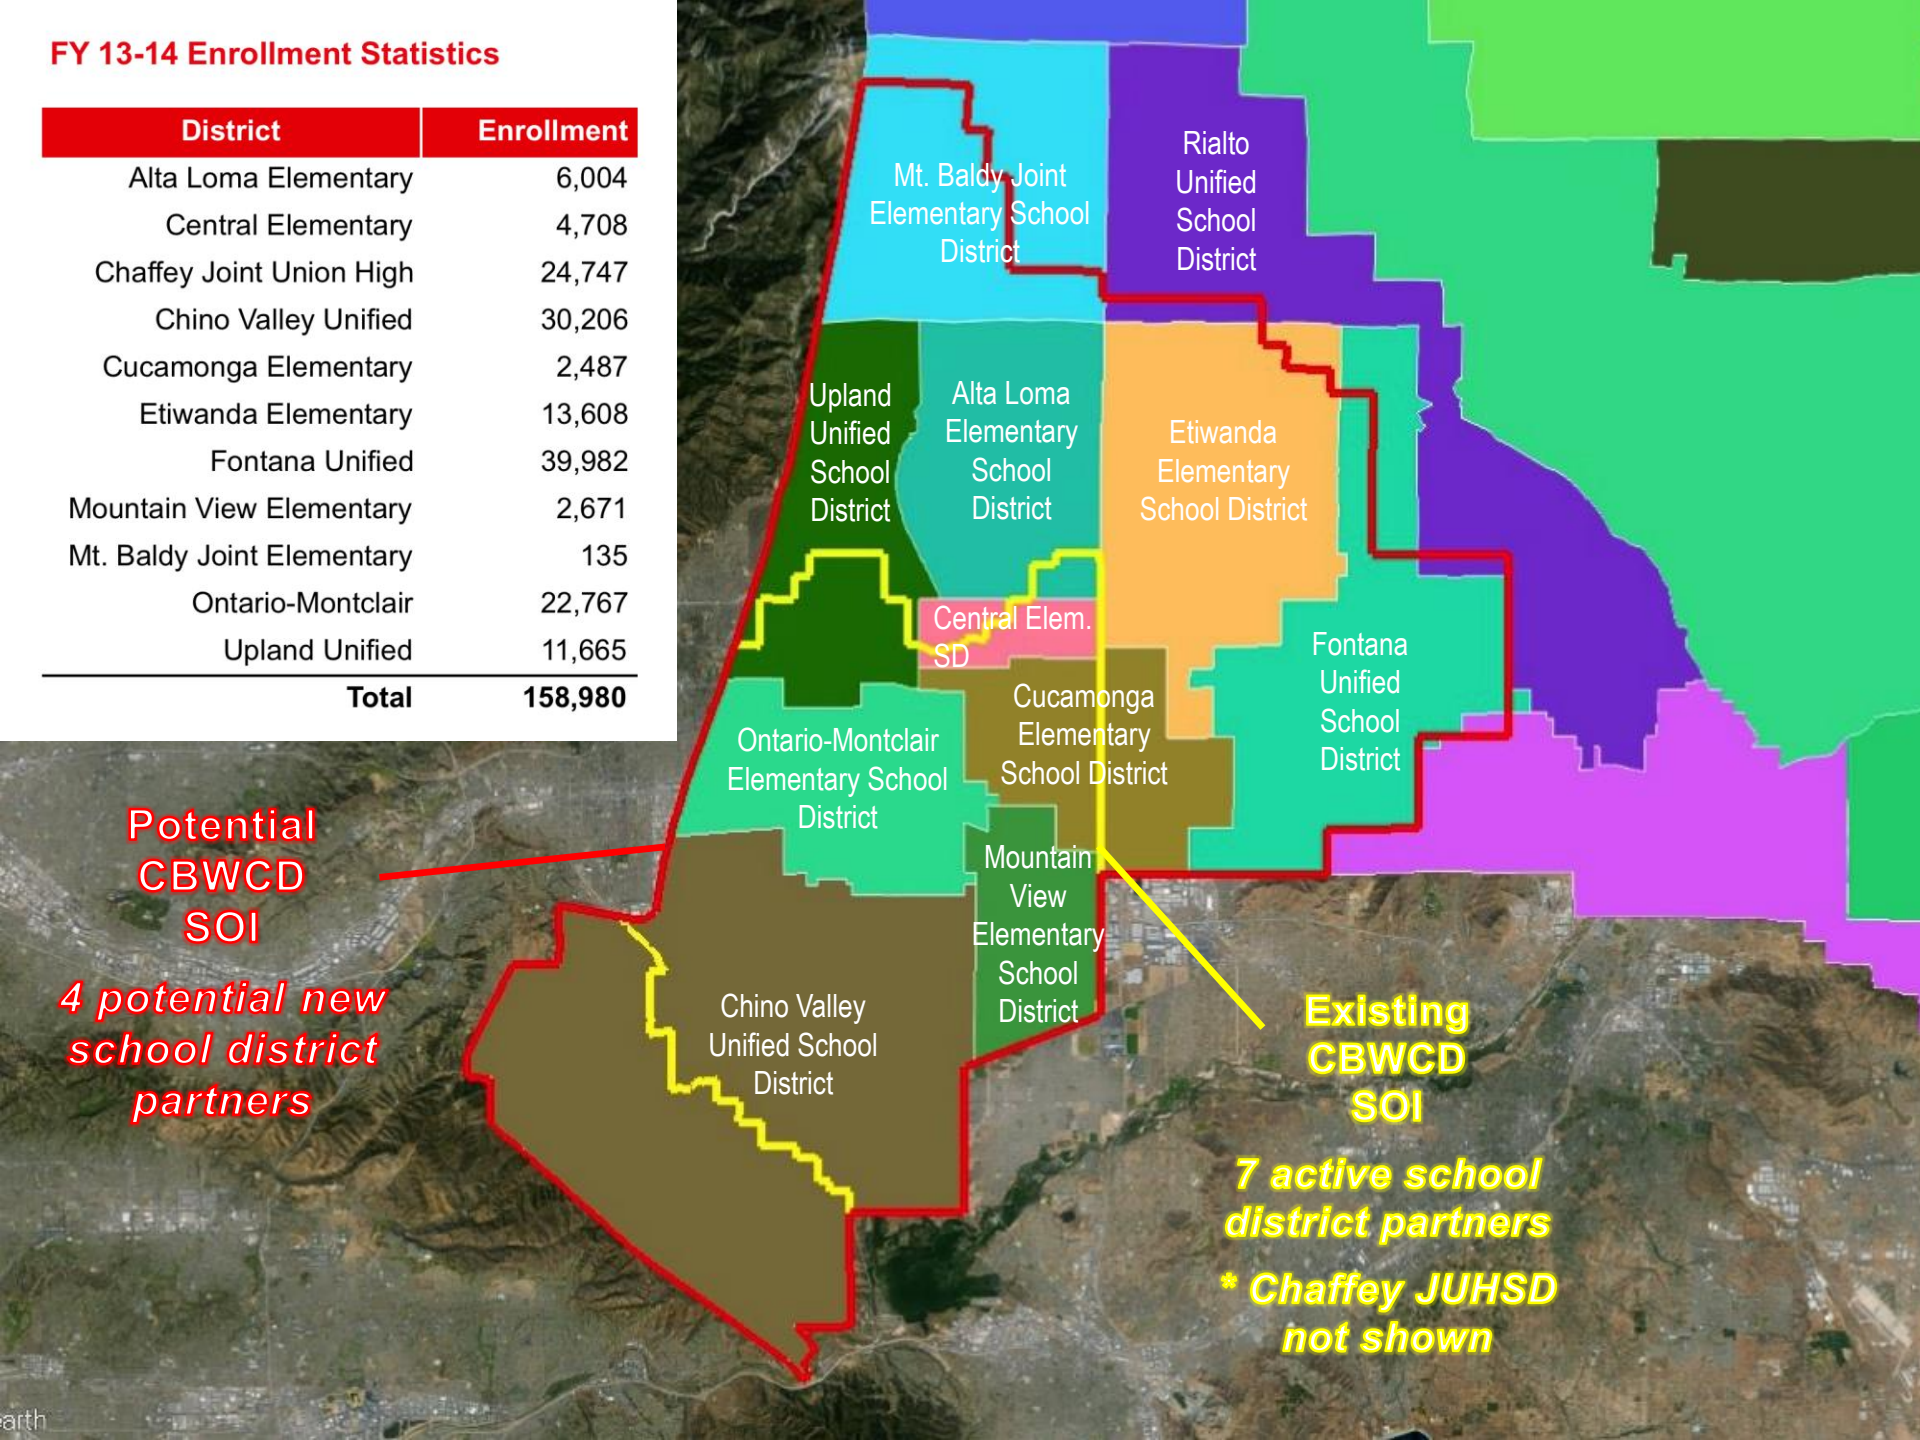 FY 13-14 Enrollment Statistics
District Enrollment
Alta Loma Elementary 6,004
Central Elementary 4,708
Chaffey Joint Union High 24,747
Chino Valley Unified 30,206
Cucamonga Elementary 2,487
Etiwanda Elementary 13,608
Fontana Unified 39,982
Mountain View Elementary 2,671
Mt. Baldy Joint Elementary 135
Ontario-Montclair 22,767
Upland Unified 11,665
Total 158,980
Mt. Baldy Joint
Elementary School
District
Rialto
Unified
School
District
Upland
Unified
School
District
Alta Loma
Elementary
School
District
Etiwanda
Elementary
School District
Central Elem.
SD
Fontana
Unified
School
District
Cucamonga
Elementary
School District
Ontario-Montclair
Elementary School
District
Mountain
View
Elementary
School
District
Chino Valley
Unified School
District
Potential
CBWCD
SOI
4 potential new
school district
partners
Existing
CBWCD
SOI
7 active school
district partners
* Chaffey JUHSD
not shown
earth